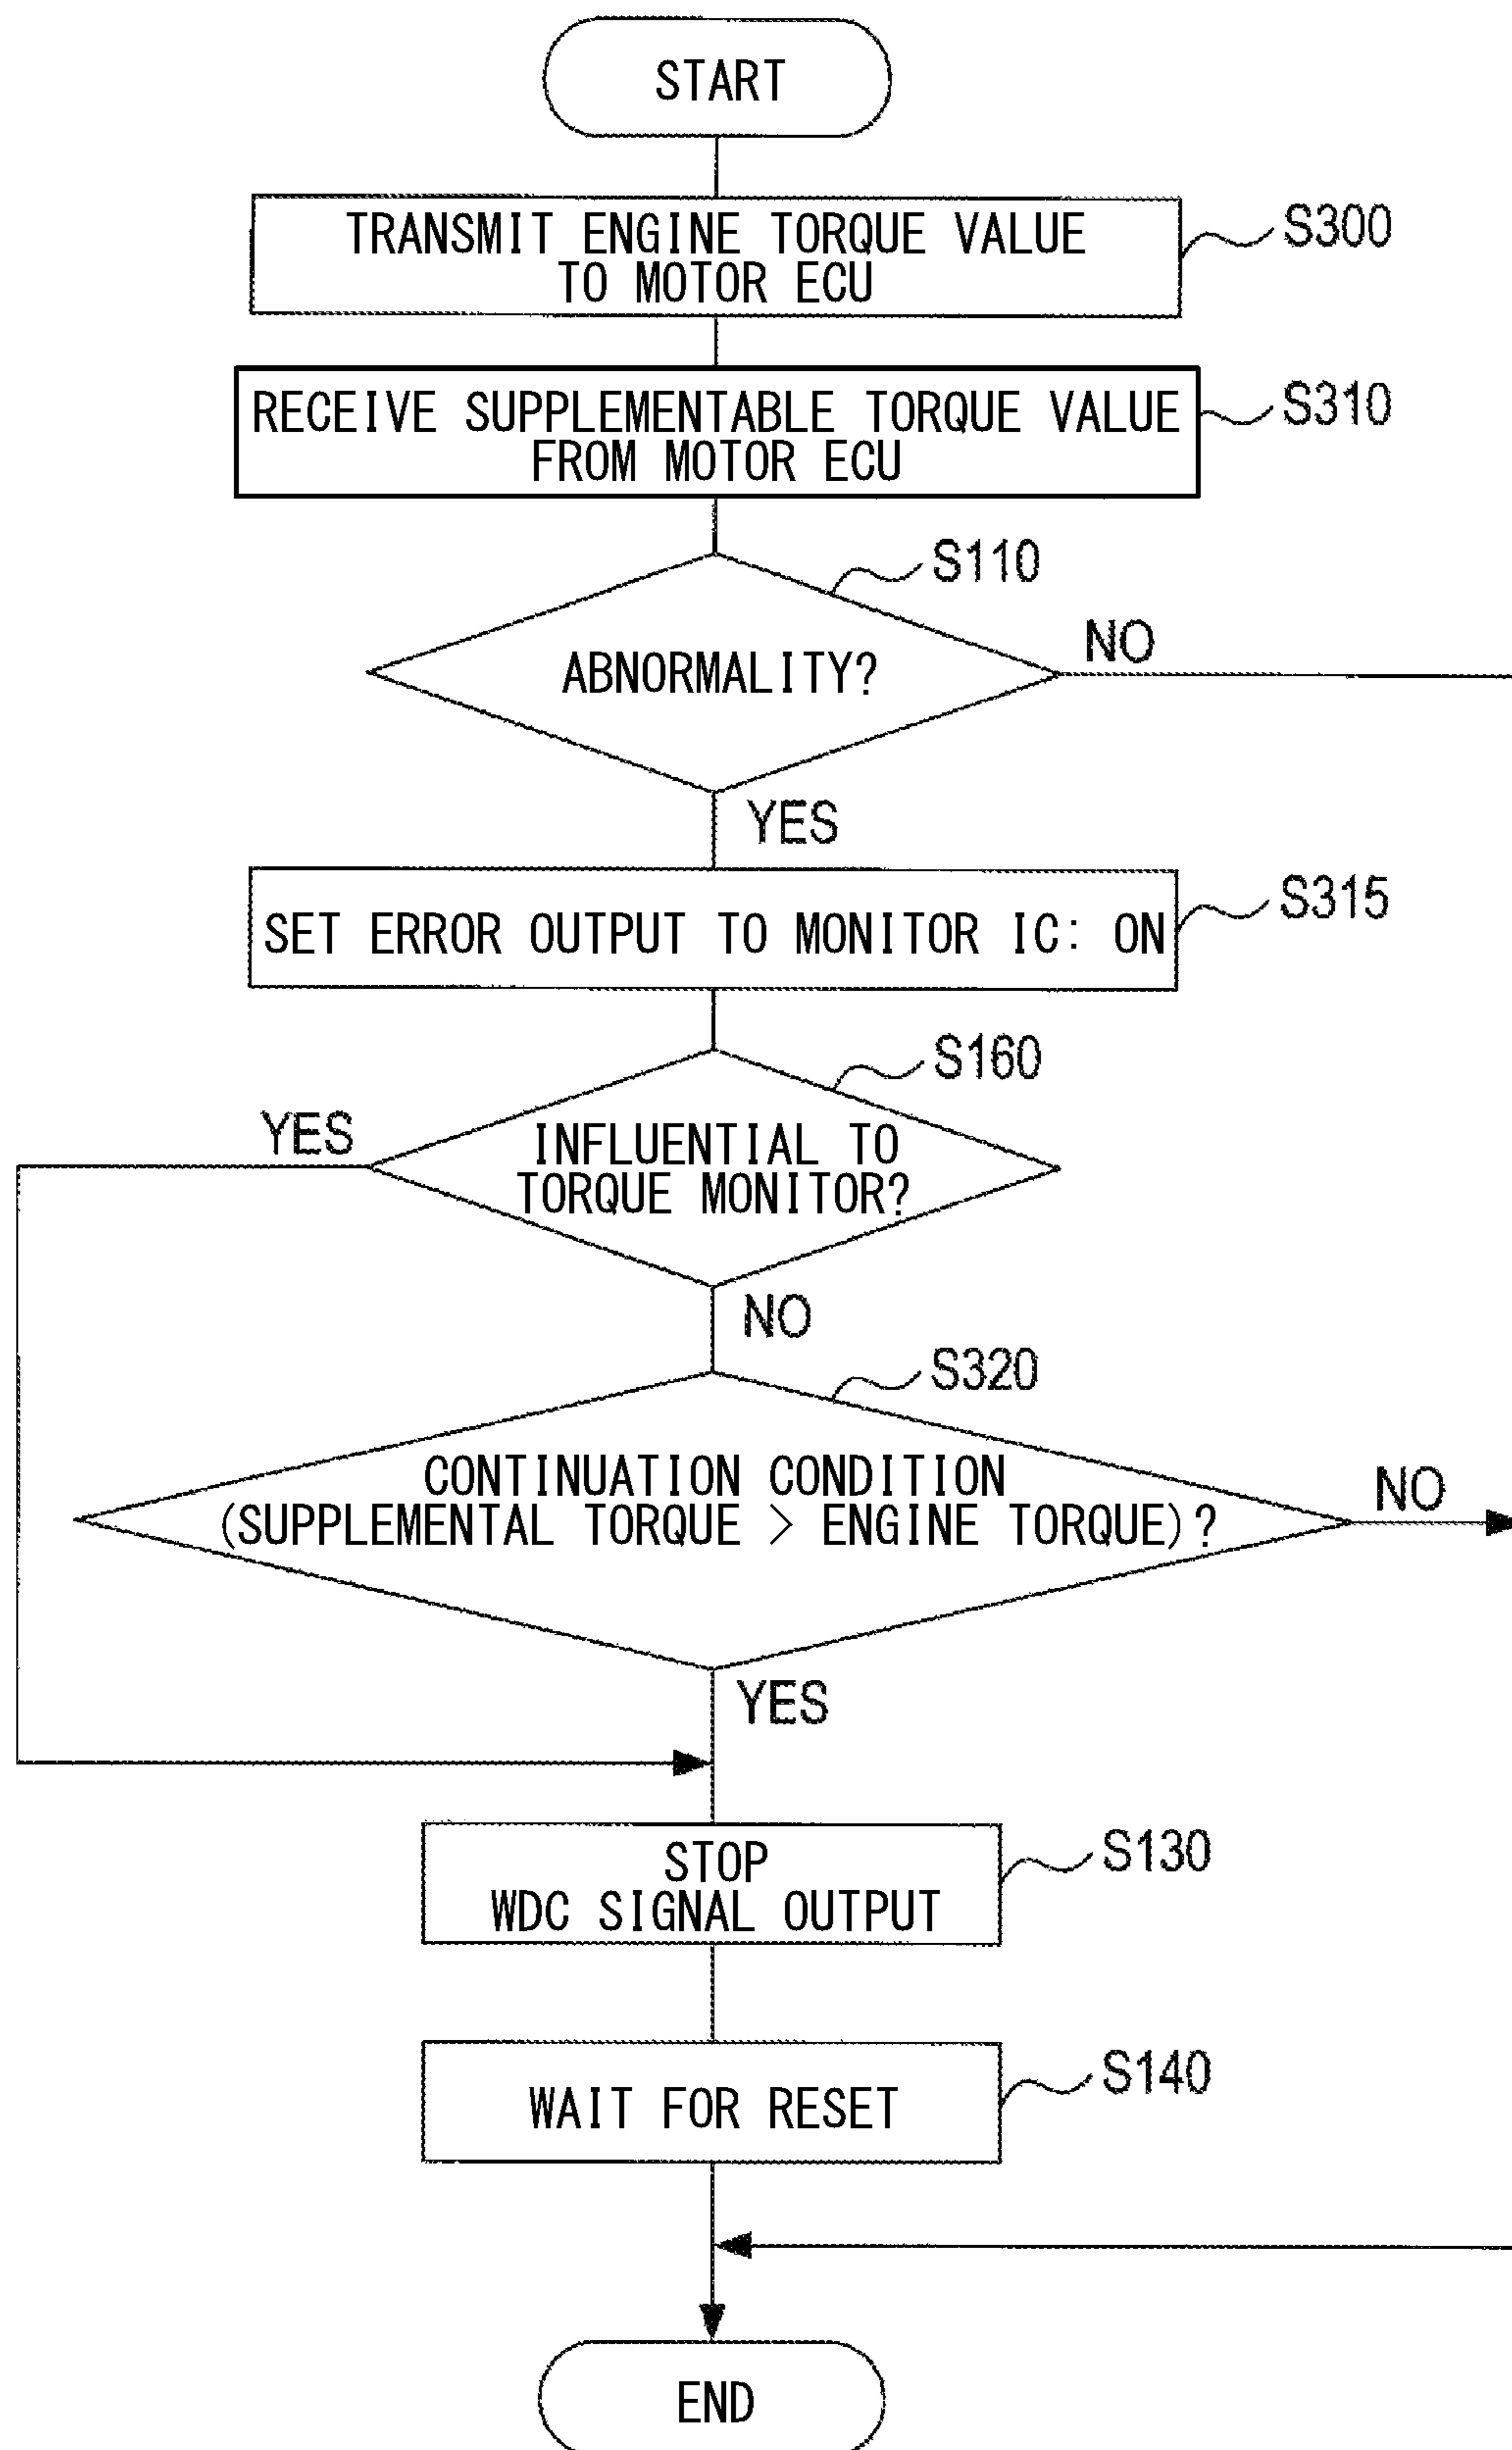 START
TRANSMIT ENGINE TORQUE VALUE
TO MOTOR ECU
S300
RECEIVE SUPPLEMENTABLE TORQUE VALUE
FROM MOTOR ECU
S310
S110
ABNORMALITY?
NO
YES
SET ERROR OUTPUT TO MONITOR IC: ON
S315
S160
YES
INFLUENTIAL TO
TORQUE MONITOR?
NO
S320
CONTINUATION CONDITION
(SUPPLEMENTAL TORQUE > ENGINE TORQUE)?
NO
YES
STOP
WDC SIGNAL OUTPUT
S130
WAIT FOR RESET
S140
END